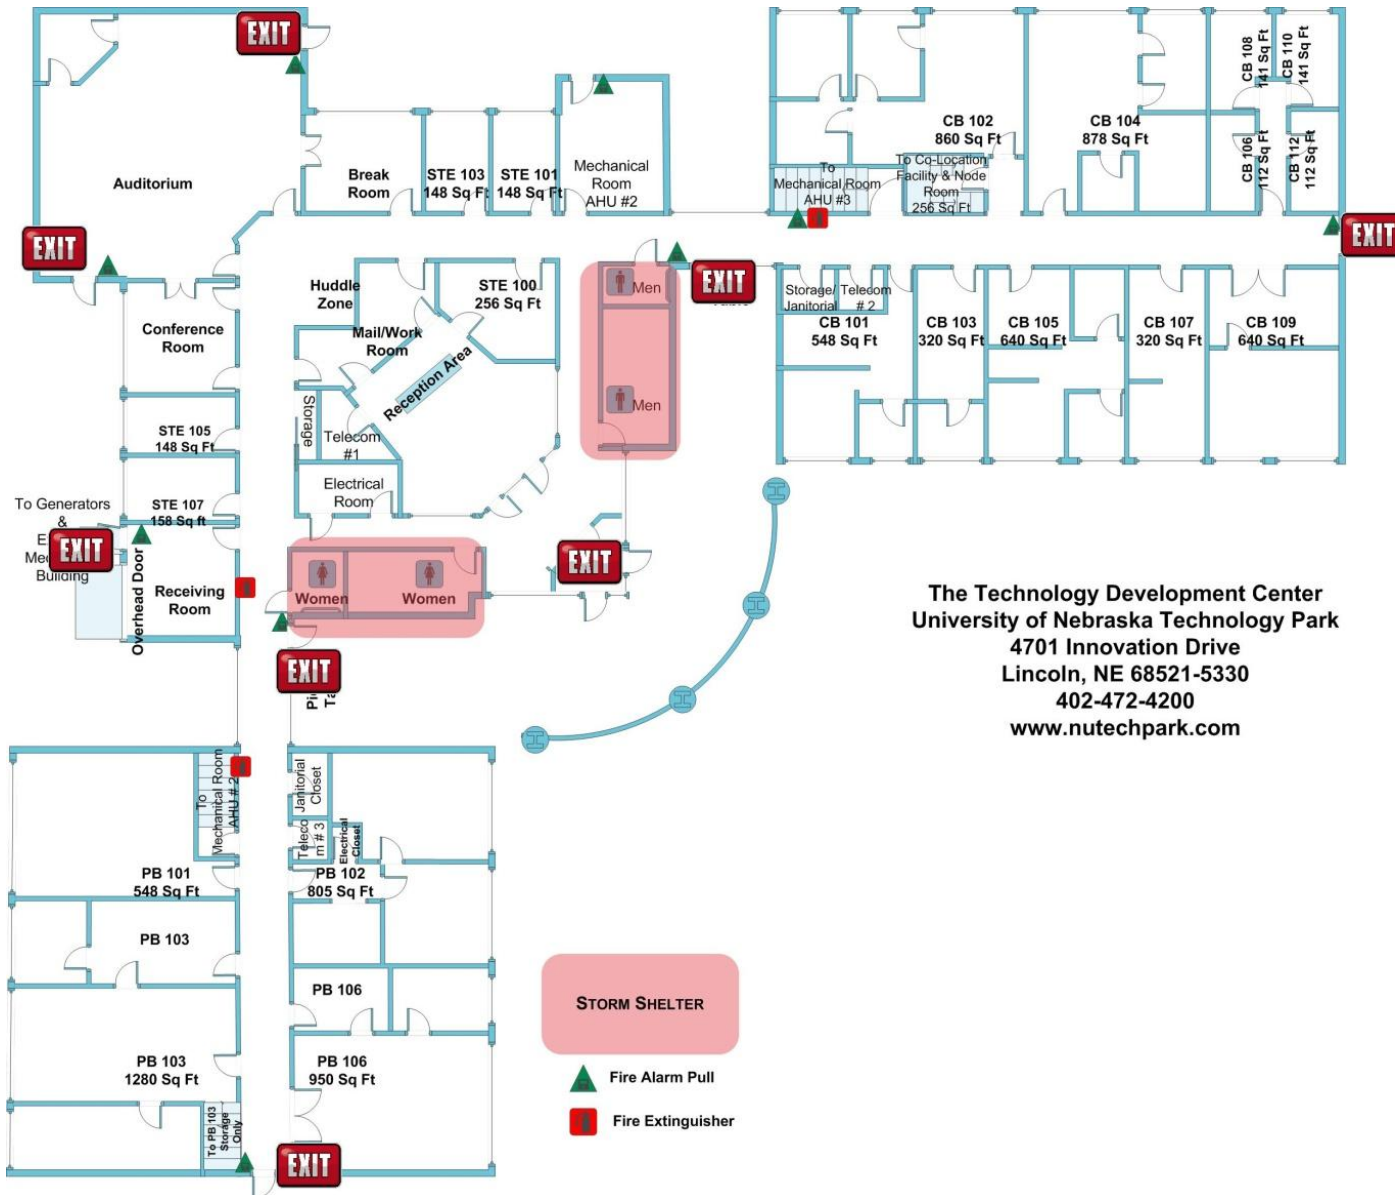 EXIT
Auditorium
EXIT
Break
Room
STE 103
148 Sq Ft
STE 101
148 Sq Ft
Mechanical
Room
AHU #2
To
Mechanical Room
AHU #3
To Co-Location
Facility & Node
Room
256 Sq Ft
CB 102
860 Sq Ft
CB 104
878 Sq Ft
CB 108
141 Sq Ft
CB 110
141 Sq Ft
CB 106
112 Sq Ft
CB 112
112 Sq Ft
EXIT
Conference
Room
Huddle
Zone
Mail/Work
Room
STE 100
256 Sq Ft
Reception Area
Men
Men
EXIT
Storage/
Janitorial
Telecom
# 2
CB 101
548 Sq Ft
CB 103
320 Sq Ft
CB 105
640 Sq Ft
CB 107
320 Sq Ft
CB 109
640 Sq Ft
STE 105
148 Sq Ft
Storage
Telecom
#1
Electrical
Room
STE 107
158 Sq ft
To Generators
&
Building
EXIT
Overhead Door
Receiving
Room
Women
Women
EXIT
EXIT
The Technology Development Center
University of Nebraska Technology Park
4701 Innovation Drive
Lincoln, NE 68521-5330
402-472-4200
www.nutechpark.com
To
Mechanical Room
AHU # 2
Janitorial
Closet
Teleco
m # 3
Electrical
Closet
PB 101
548 Sq Ft
PB 102
805 Sq Ft
PB 103
PB 106
PB 103
1280 Sq Ft
PB 106
950 Sq Ft
To PB 103
Storage
Only
EXIT
STORM SHELTER
Fire Alarm Pull
Fire Extinguisher